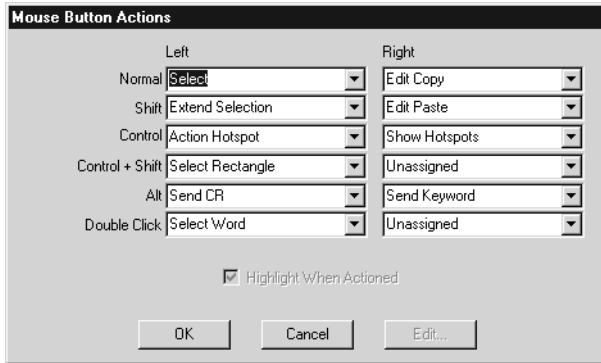 Mouse Button Actions
Left Right
Normal Select Edit Copy
Shift Extend Selection Edit Paste
Control Action Hotspot Show Hotspots
Control + Shift Select Rectangle Unassigned
Alt Send CR Send Keyword
Double Click Select Word Unassigned
Highlight When Actioned
OK Cancel Edit...